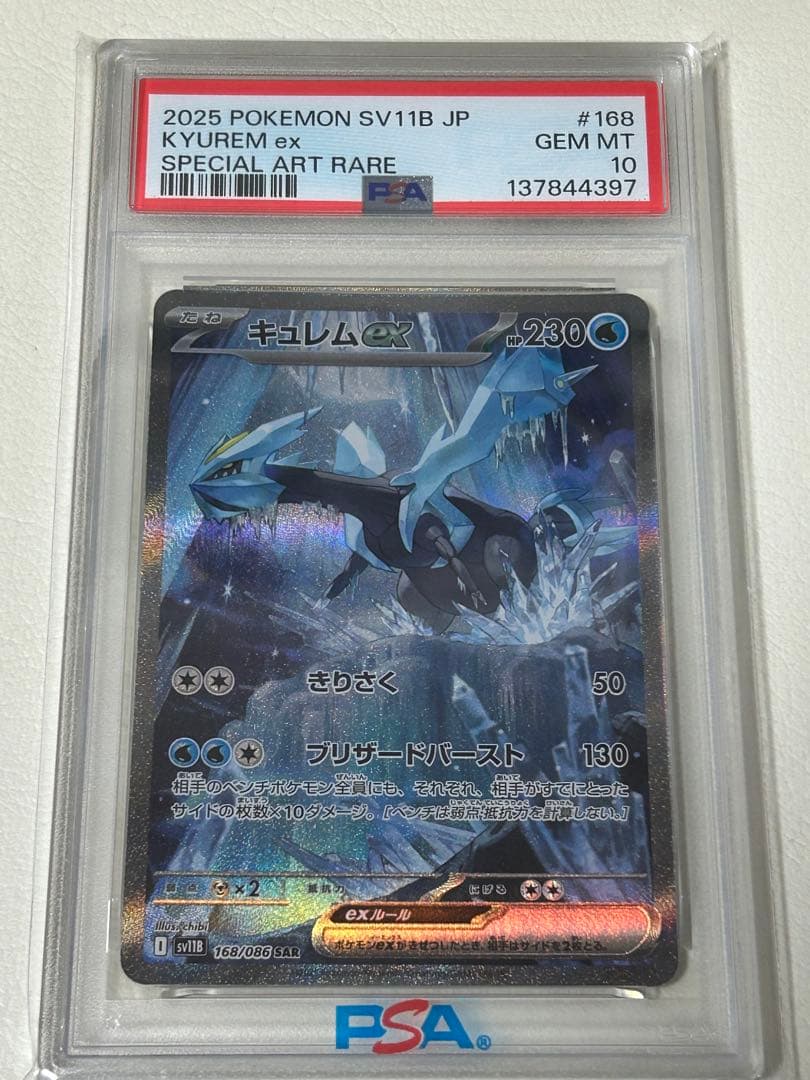 2025 POKEMON SV11B JP #168
KYUREM ex GEM MT
SPECIAL ART RARE 10
PSA 137844397
たね キュレムex HP230
きりさく 50
ブリザードバースト 130
相手のベンチポケモン全員にも、それぞれ、相手がすでにとった
サイドの枚数×10ダメージ。[ベンチは弱点・抵抗力を計算しない。]
弱点 ×2 抵抗力 にげる
Illus. chibi
exルール
I sv11B 168/086 SAR
ポケモンexがきぜつしたとき、相手はサイドを2枚とる。
PSA®